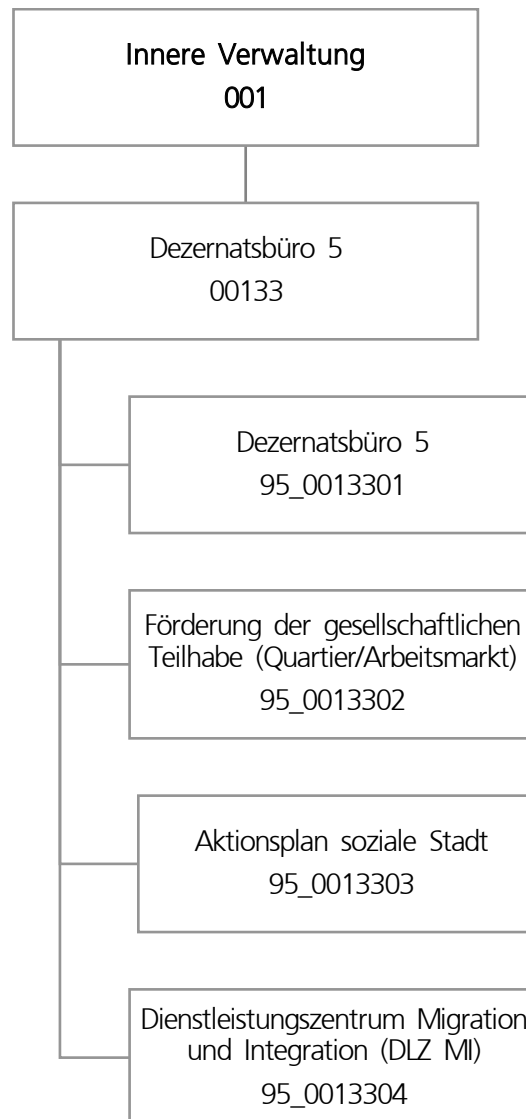 Innere Verwaltung
001
Dezernatsbüro 5
00133
Dezernatsbüro 5
95_0013301
Förderung der gesellschaftlichen
Teilhabe (Quartier/Arbeitsmarkt)
95_0013302
Aktionsplan soziale Stadt
95_0013303
Dienstleistungszentrum Migration
und Integration (DLZ MI)
95_0013304